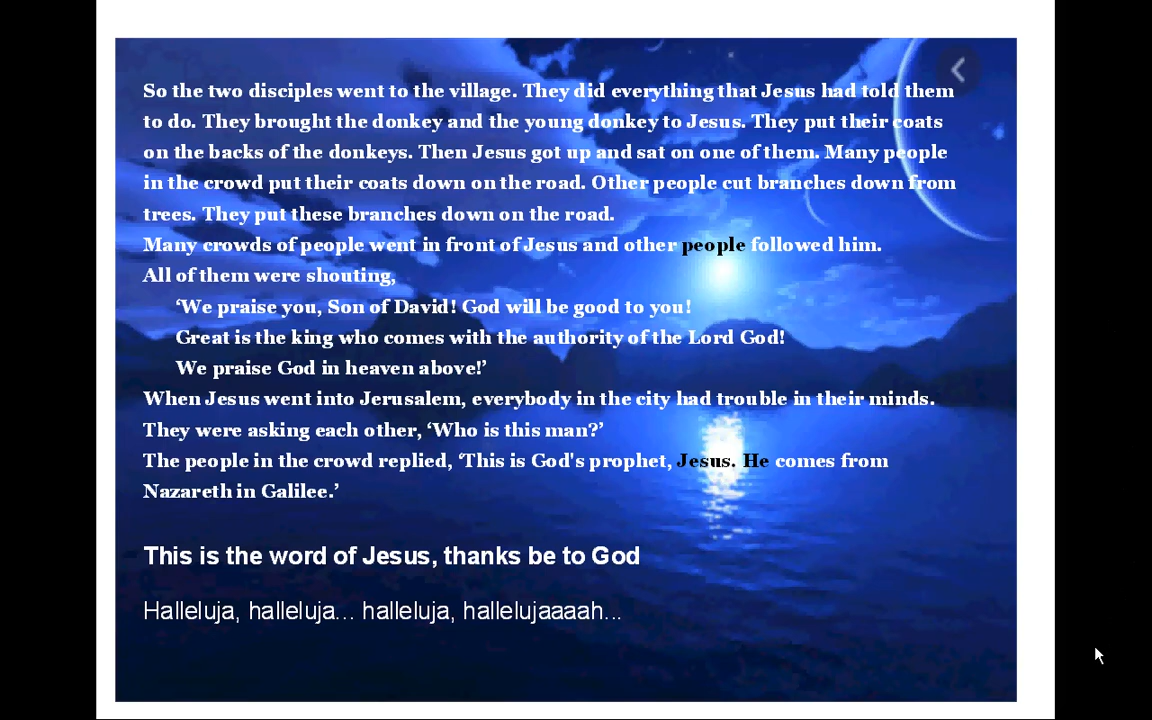 So the two disciples went to the village. They did everything that Jesus had told them
to do. They brought the donkey and the young donkey to Jesus. They put their coats
on the backs of the donkeys. Then Jesus got up and sat on one of them. Many people
in the crowd put their coats down on the road. Other people cut branches down from
trees. They put these branches down on the road.
Many crowds of people went in front of Jesus and other people followed him.
All of them were shouting,
‘We praise you, Son of David! God will be good to you!
Great is the king who comes with the authority of the Lord God!
We praise God in heaven above!’
When Jesus went into Jerusalem, everybody in the city had trouble in their minds.
They were asking each other, ‘Who is this man?’
The people in the crowd replied, ‘This is God's prophet, Jesus. He comes from
Nazareth in Galilee.’
This is the word of Jesus, thanks be to God
Halleluja, halleluja... halleluja, hallelujaaaah...